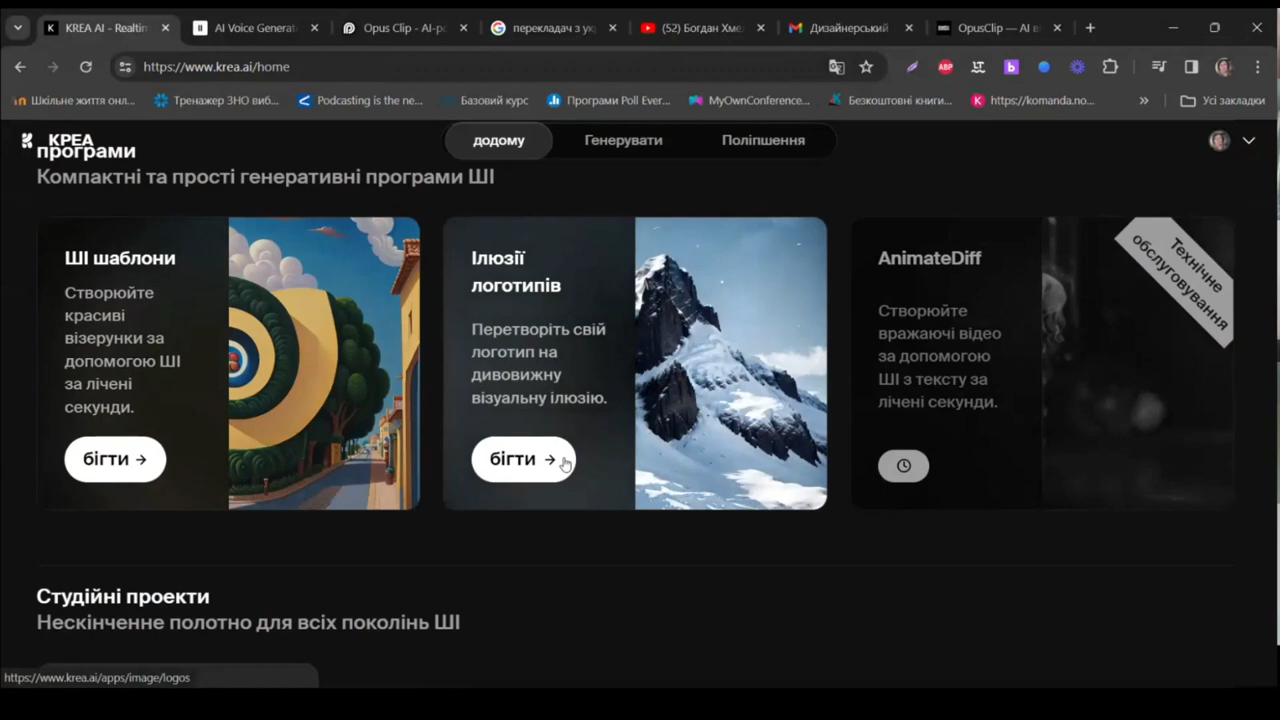 KREA AI - Realtim
AI Voice Generat
Opus Clip - AI-po
перекладач з укр
(52) Богдан Хме
Дизайнерський
OpusClip — AI ві
https://www.krea.ai/home
Шкільне життя онл...
Тренажер ЗНО виб...
Podcasting is the ne...
Базовий курс
Програми Poll Ever...
MyOwnConference...
Безкоштовні книги...
https://komanda.no...
Усі закладки
КРЕА
додому
Генерувати
Поліпшення
програми
Компактні та прості генеративні програми ШІ
ШІ шаблони
Створюйте
красиві
візерунки за
допомогою ШІ
за лічені
секунди.
бігти →
Ілюзії
логотипів
Перетворіть свій
логотип на
дивовижну
візуальну ілюзію.
бігти →
AnimateDiff
Створюйте
вражаючі відео
за допомогою
ШІ з тексту за
лічені секунди.
Технічне
обслуговування
Студійні проекти
Нескінченне полотно для всіх поколінь ШІ
https://www.krea.ai/apps/image/logos